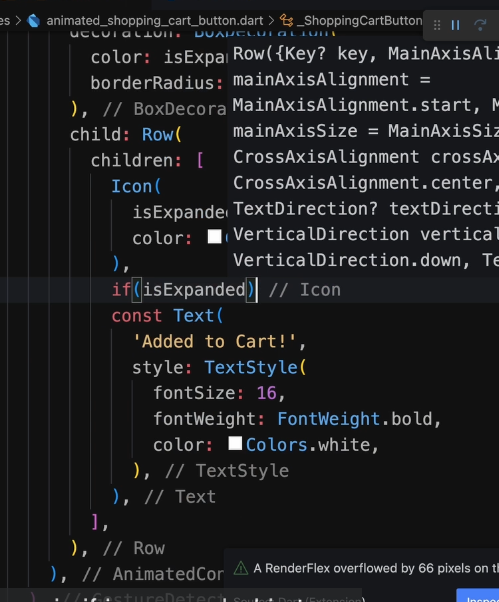 es > animated_shopping_cart_button.dart > _ShoppingCartButton
decoration: BoxDecoration(
color: isExpa
borderRadius:
), // BoxDecora
child: Row(
children: [
Icon(
isExpande
color:
),
if(isExpanded) // Icon
const Text(
'Added to Cart!',
style: TextStyle(
fontSize: 16,
fontWeight: FontWeight.bold,
color: Colors.white,
), // TextStyle
), // Text
],
), // Row
), // AnimatedCon
Row({Key? key, MainAxisAli
mainAxisAlignment =
MainAxisAlignment.start, M
mainAxisSize = MainAxisSiz
CrossAxisAlignment crossAx
CrossAxisAlignment.center,
TextDirection? textDirecti
VerticalDirection vertical
VerticalDirection.down, Te
A RenderFlex overflowed by 66 pixels on th
Inspe